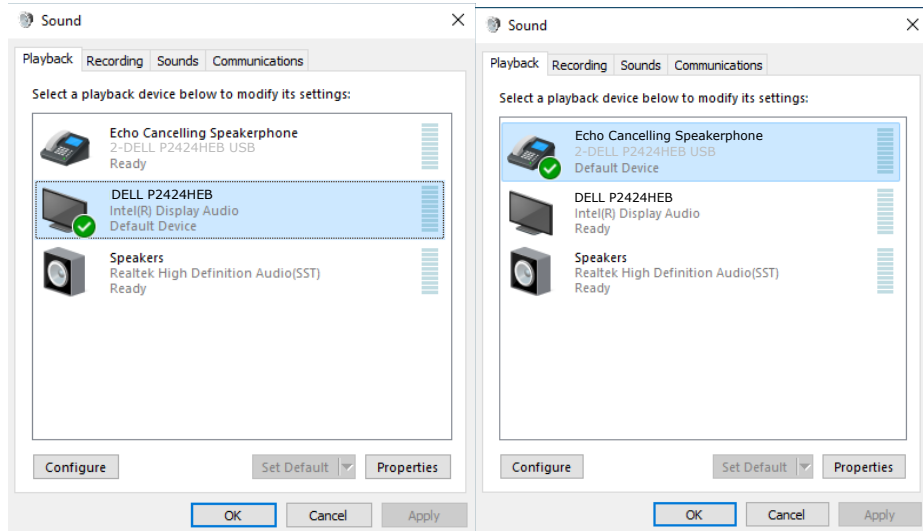 Sound
Playback Recording Sounds Communications
Select a playback device below to modify its settings:
Echo Cancelling Speakerphone
2-DELL P2424HEB USB
Ready
DELL P2424HEB
Intel(R) Display Audio
Default Device
Speakers
Realtek High Definition Audio(SST)
Ready
Configure Set Default Properties
OK Cancel Apply
Sound
Playback Recording Sounds Communications
Select a playback device below to modify its settings:
Echo Cancelling Speakerphone
2-DELL P2424HEB USB
Default Device
DELL P2424HEB
Intel(R) Display Audio
Ready
Speakers
Realtek High Definition Audio(SST)
Ready
Configure Set Default Properties
OK Cancel Apply